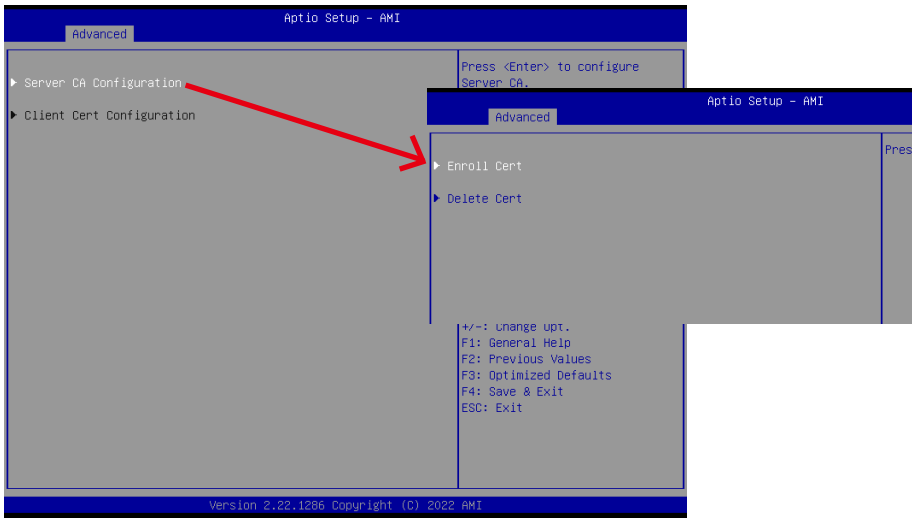 Aptio Setup – AMI
Advanced
Server CA Configuration
Client Cert Configuration
Press <Enter> to configure
Server CA.
Aptio Setup – AMI
Advanced
Enroll Cert
Delete Cert
Pres
+/-: Change Opt.
F1: General Help
F2: Previous Values
F3: Optimized Defaults
F4: Save & Exit
ESC: Exit
Version 2.22.1286 Copyright (C) 2022 AMI